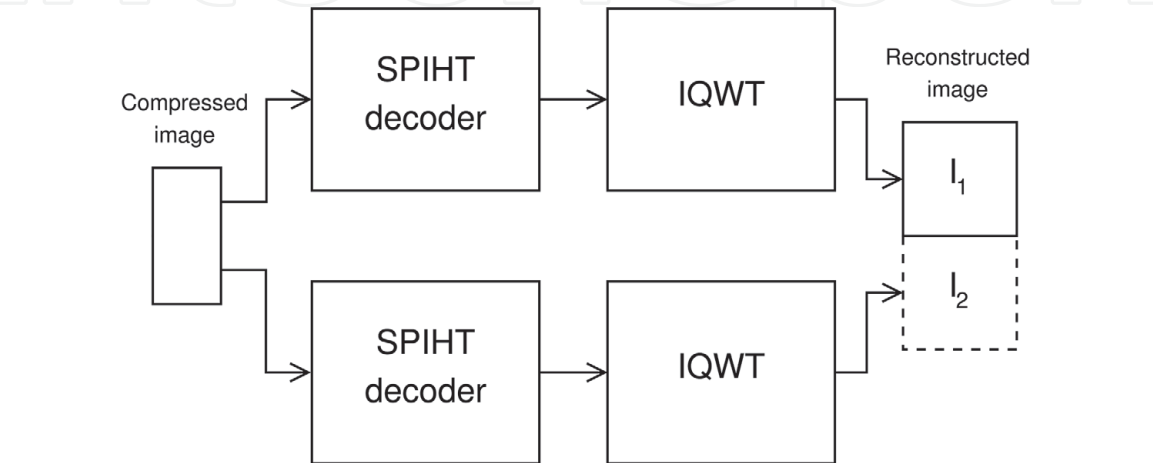 Compressed
image
SPIHT
decoder
IQWT
Reconstructed
image
I1
I2
SPIHT
decoder
IQWT